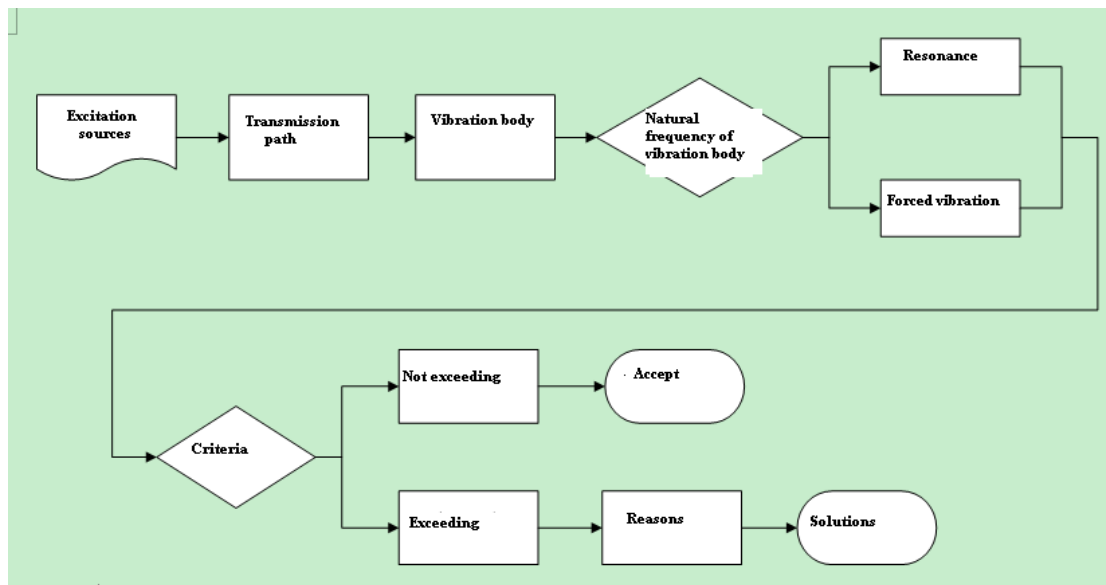 Excitation
sources
Transmission
path
Vibration body
Natural
frequency of
vibration body
Resonance
Forced vibration
Criteria
Not exceeding
Accept
Exceeding
Reasons
Solutions